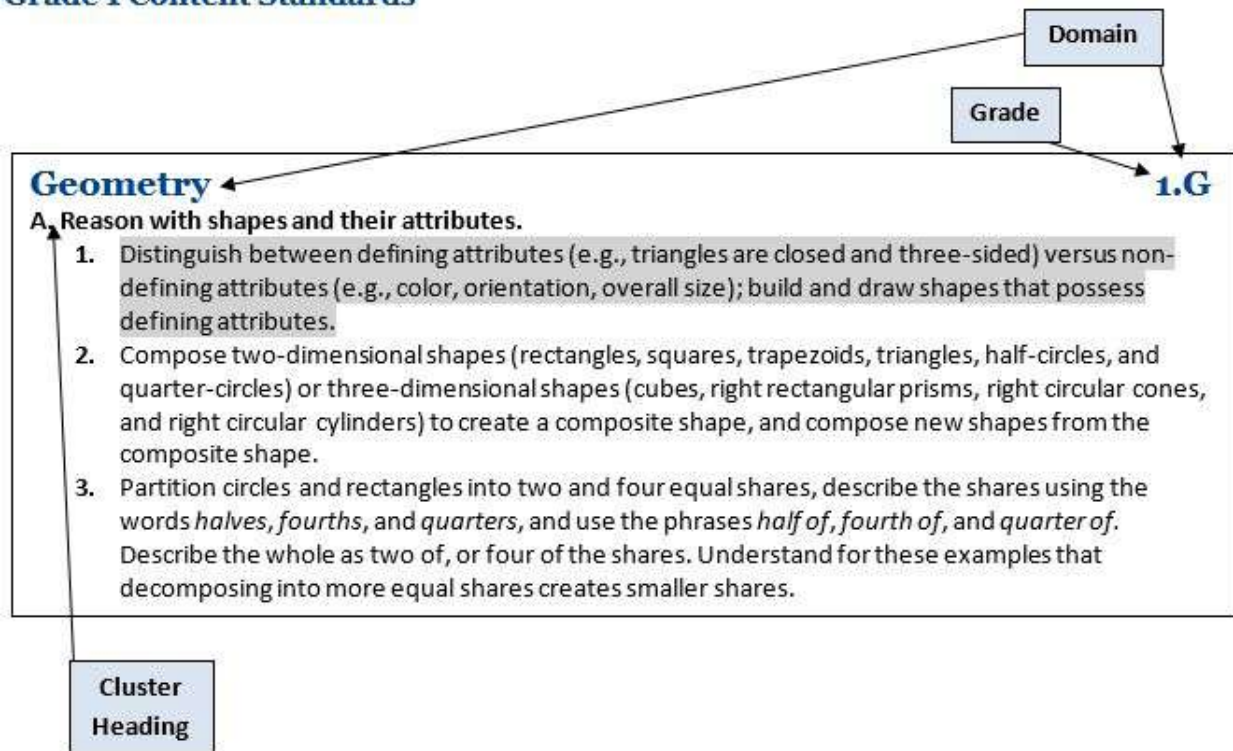 Grade 1 Content Standards
Domain
Grade
Geometry
1.G
A. Reason with shapes and their attributes.
1. Distinguish between defining attributes (e.g., triangles are closed and three-sided) versus non-
defining attributes (e.g., color, orientation, overall size); build and draw shapes that possess
defining attributes.
2. Compose two-dimensional shapes (rectangles, squares, trapezoids, triangles, half-circles, and
quarter-circles) or three-dimensional shapes (cubes, right rectangular prisms, right circular cones,
and right circular cylinders) to create a composite shape, and compose new shapes from the
composite shape.
3. Partition circles and rectangles into two and four equal shares, describe the shares using the
words halves, fourths, and quarters, and use the phrases half of, fourth of, and quarter of.
Describe the whole as two of, or four of the shares. Understand for these examples that
decomposing into more equal shares creates smaller shares.
Cluster
Heading